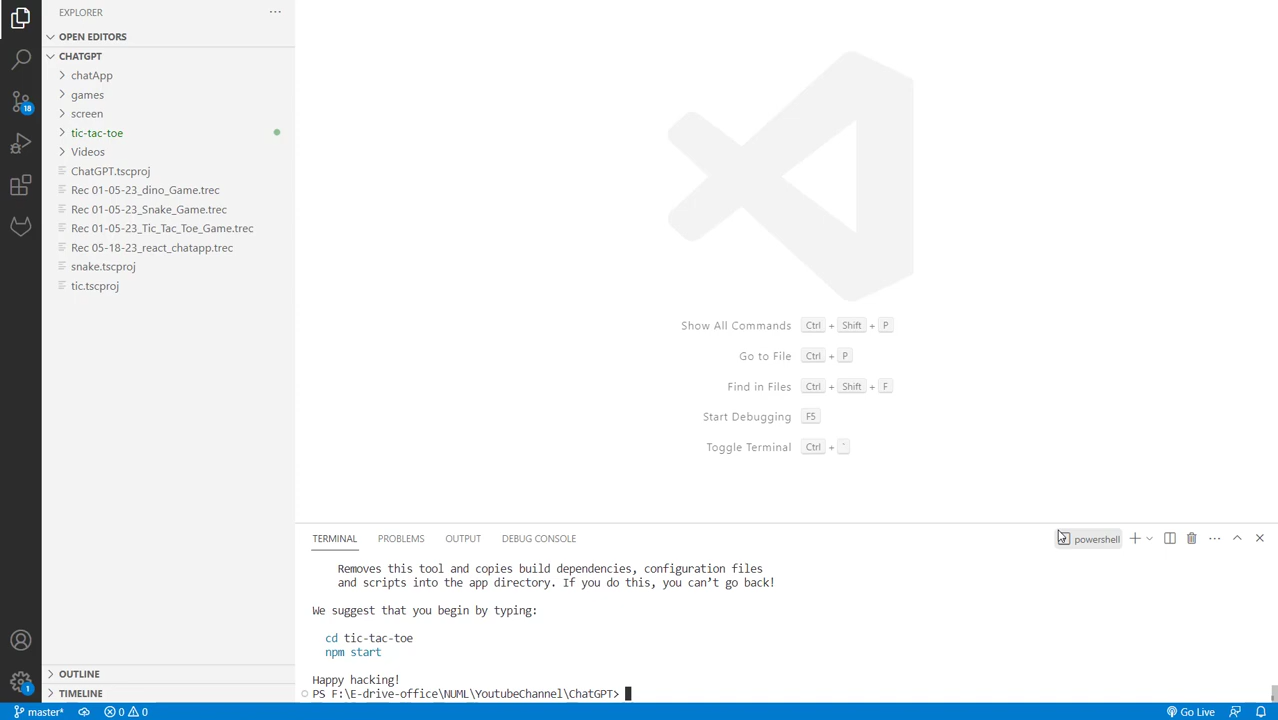 EXPLORER
OPEN EDITORS
CHATGPT
chatApp
games
screen
tic-tac-toe
Videos
ChatGPT.tscproj
Rec 01-05-23_dino_Game.trec
Rec 01-05-23_Snake_Game.trec
Rec 01-05-23_Tic_Tac_Toe_Game.trec
Rec 05-18-23_react_chatapp.trec
snake.tscproj
tic.tscproj
18
Show All Commands Ctrl + Shift + P
Go to File Ctrl + P
Find in Files Ctrl + Shift + F
Start Debugging F5
Toggle Terminal Ctrl + `
TERMINAL PROBLEMS OUTPUT DEBUG CONSOLE powershell
Removes this tool and copies build dependencies, configuration files
and scripts into the app directory. If you do this, you can’t go back!
We suggest that you begin by typing:
cd tic-tac-toe
npm start
Happy hacking!
PS F:\E-drive-office\NUML\YoutubeChannel\ChatGPT>
OUTLINE
TIMELINE
1
master* 0 0 Go Live